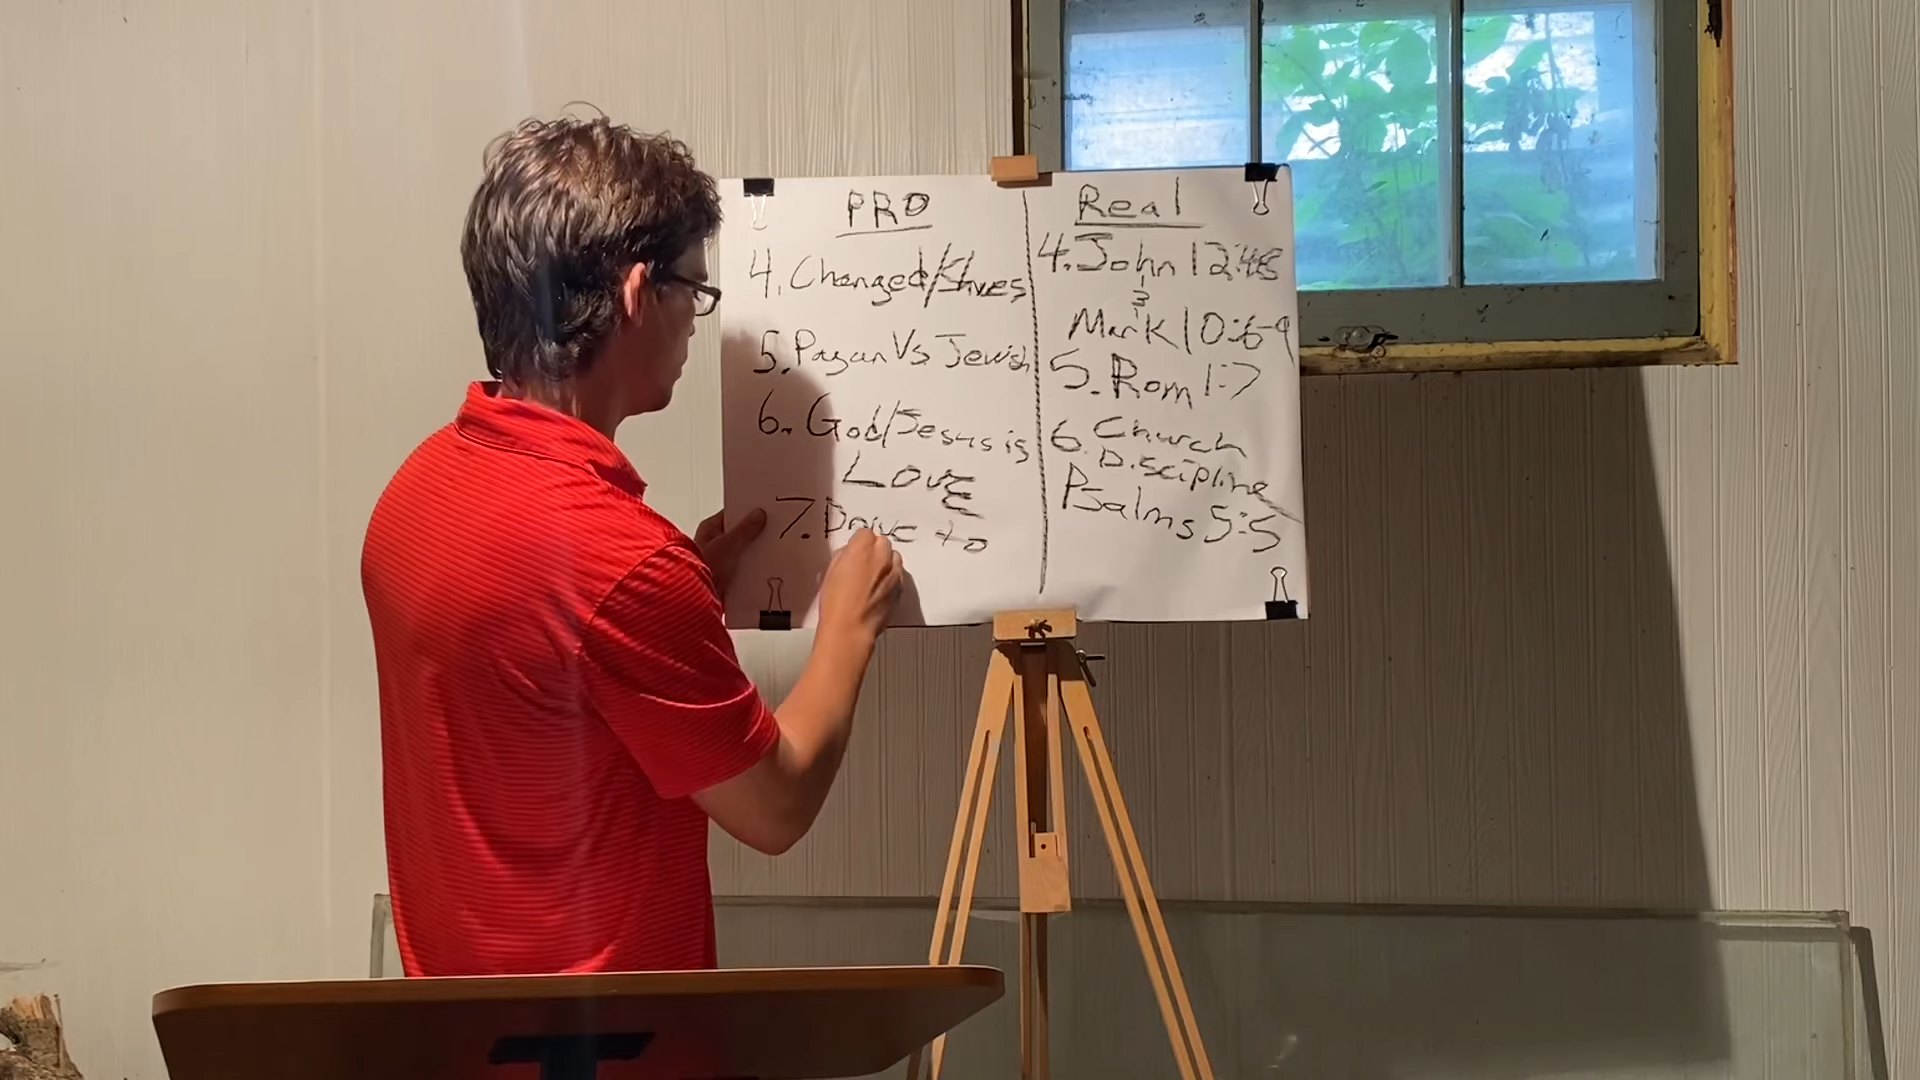 PRO
4. Changed/Slaves
5. Pagan Vs Jewish
6. God/Jesus is
LOVE
7. Drive to
Real
4. John 12:48
&
Mark 10:6-9
5. Rom 1:7
6. Church
Discipline
Psalms 5:5